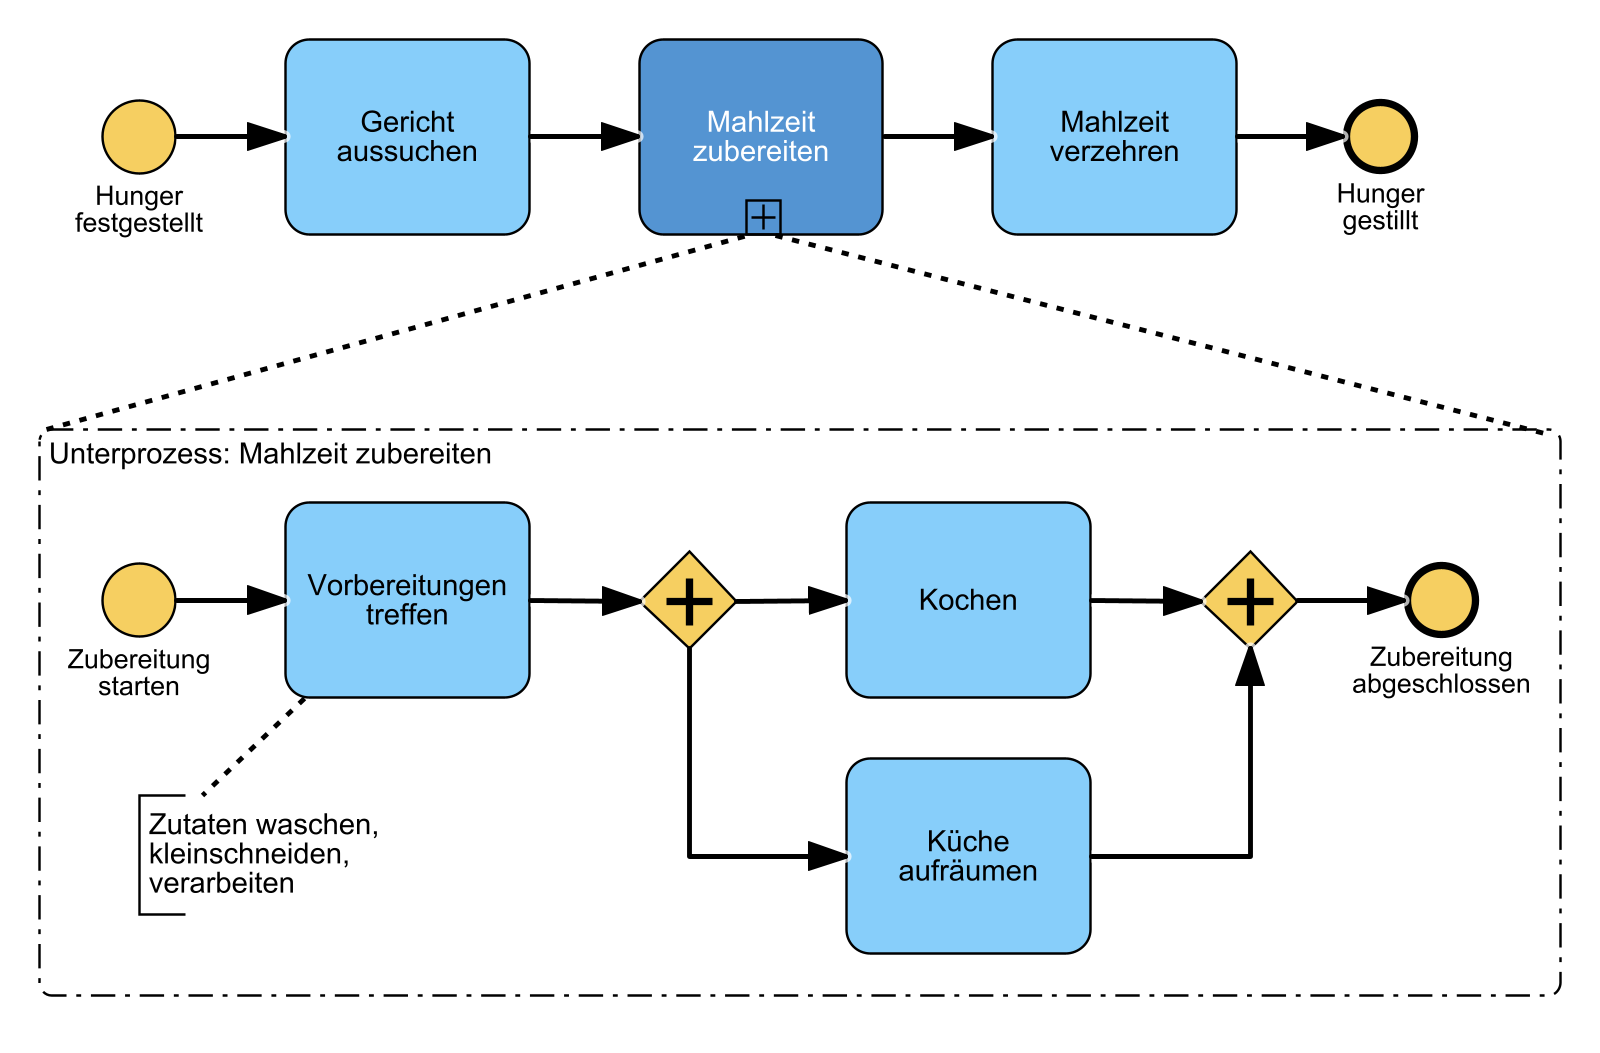 Gericht
aussuchen
Mahlzeit
zubereiten
Mahlzeit
verzehren
Hunger
festgestellt
Hunger
gestillt
Unterprozess: Mahlzeit zubereiten
Vorbereitungen
treffen
Kochen
Zubereitung
starten
Zubereitung
abgeschlossen
Zutaten waschen,
kleinschneiden,
verarbeiten
Küche
aufräumen